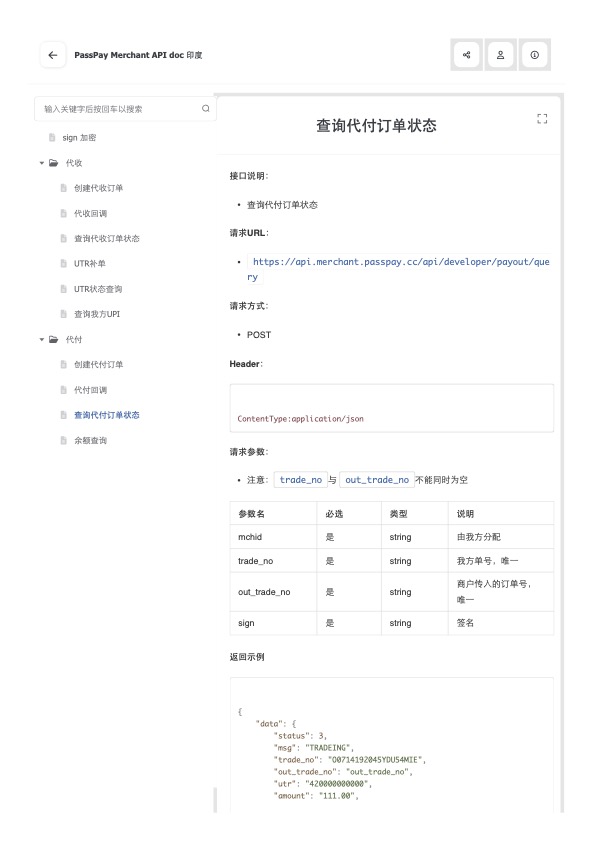 PassPay Merchant API doc 印度
输入关键字后按回车以搜索
sign 加密
代收
创建代收订单
代收回调
查询代收订单状态
UTR补单
UTR状态查询
查询我方UPI
代付
创建代付订单
代付回调
查询代付订单状态
余额查询
查询代付订单状态
接口说明：
• 查询代付订单状态
请求URL：
• https://api.merchant.passpay.cc/api/developer/payout/que
ry
请求方式：
• POST
Header：
ContentType:application/json
请求参数：
• 注意： trade_no 与 out_trade_no 不能同时为空
参数名 必选 类型 说明
mchid 是 string 由我方分配
trade_no 是 string 我方单号，唯一
out_trade_no 是 string 商户传入的订单号，
唯一
sign 是 string 签名
返回示例
{
"data": {
"status": 3,
"msg": "TRADEING",
"trade_no": "O0714192045YDU54MIE",
"out_trade_no": "out_trade_no",
"utr": "420000000000",
"amount": "111.00",